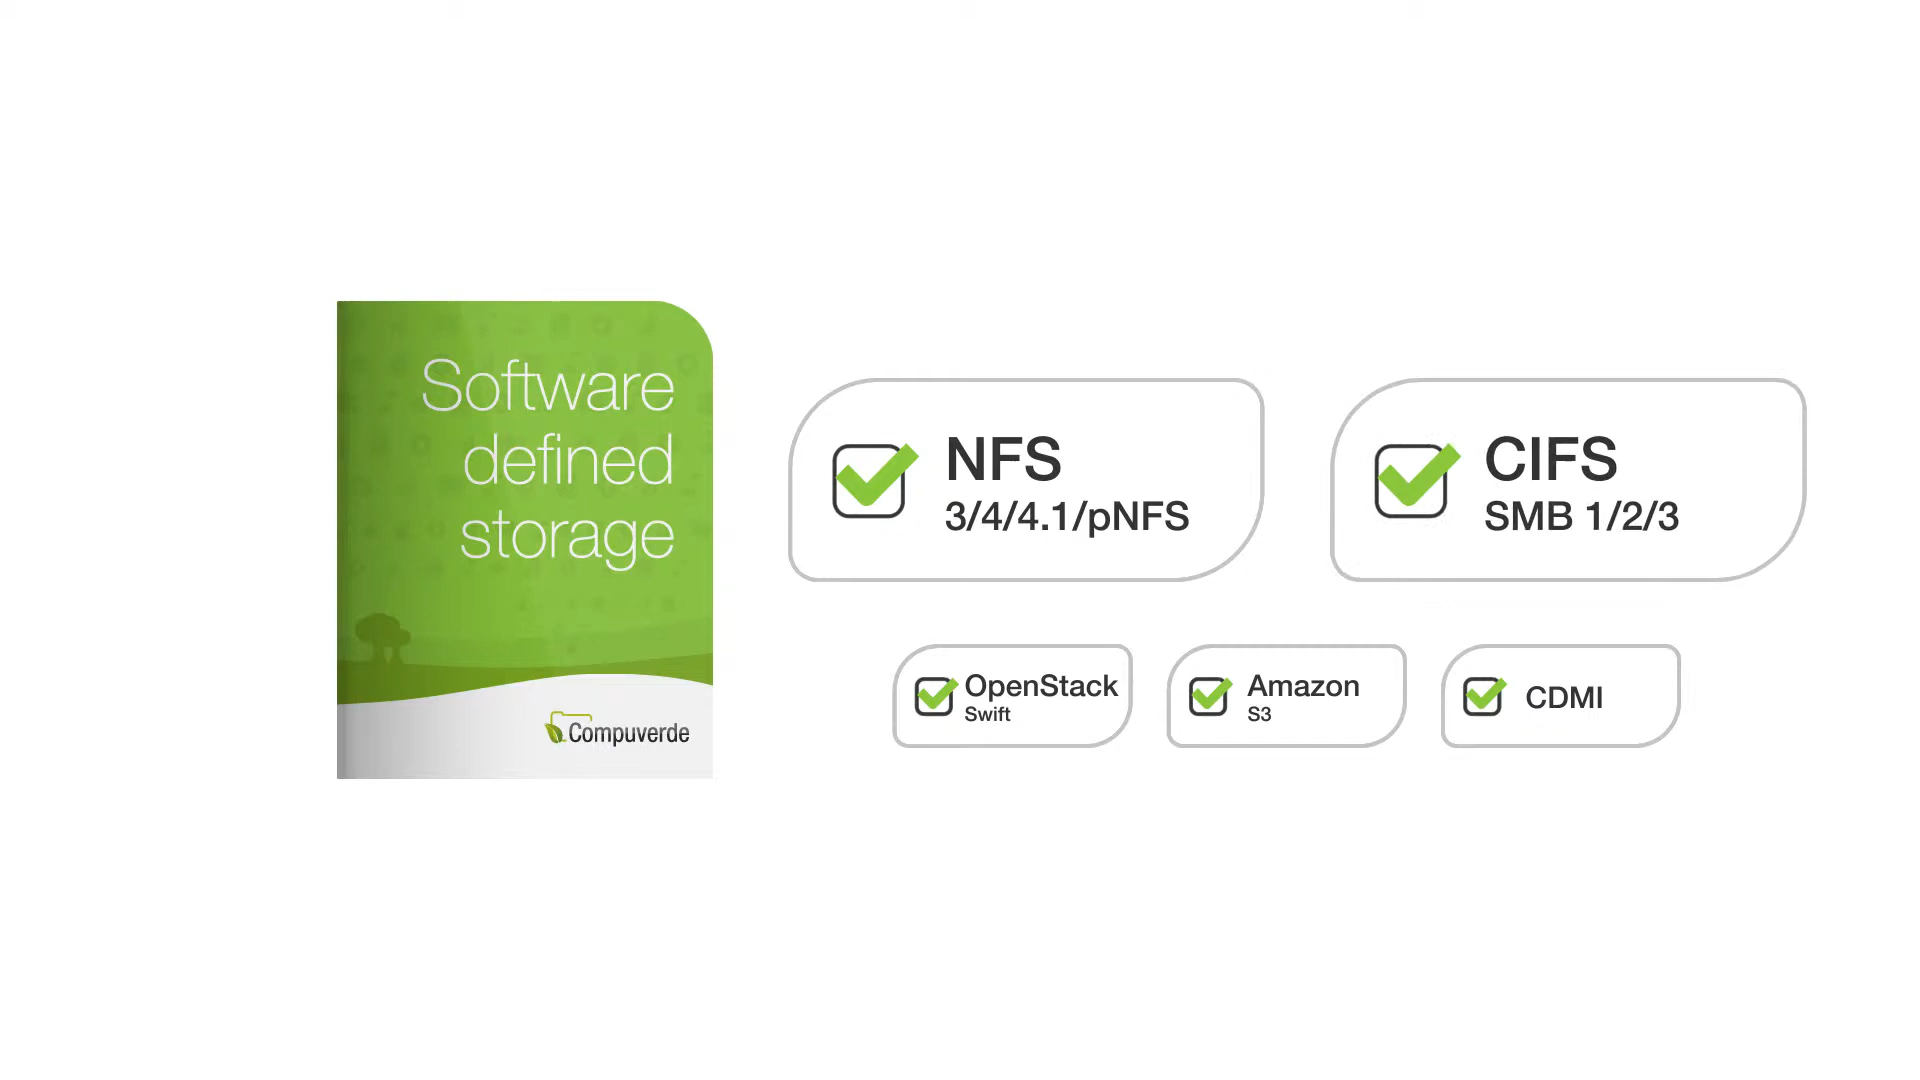 Software
defined
storage
Compuverde
NFS
3/4/4.1/pNFS
CIFS
SMB 1/2/3
OpenStack
Swift
Amazon
S3
CDMI